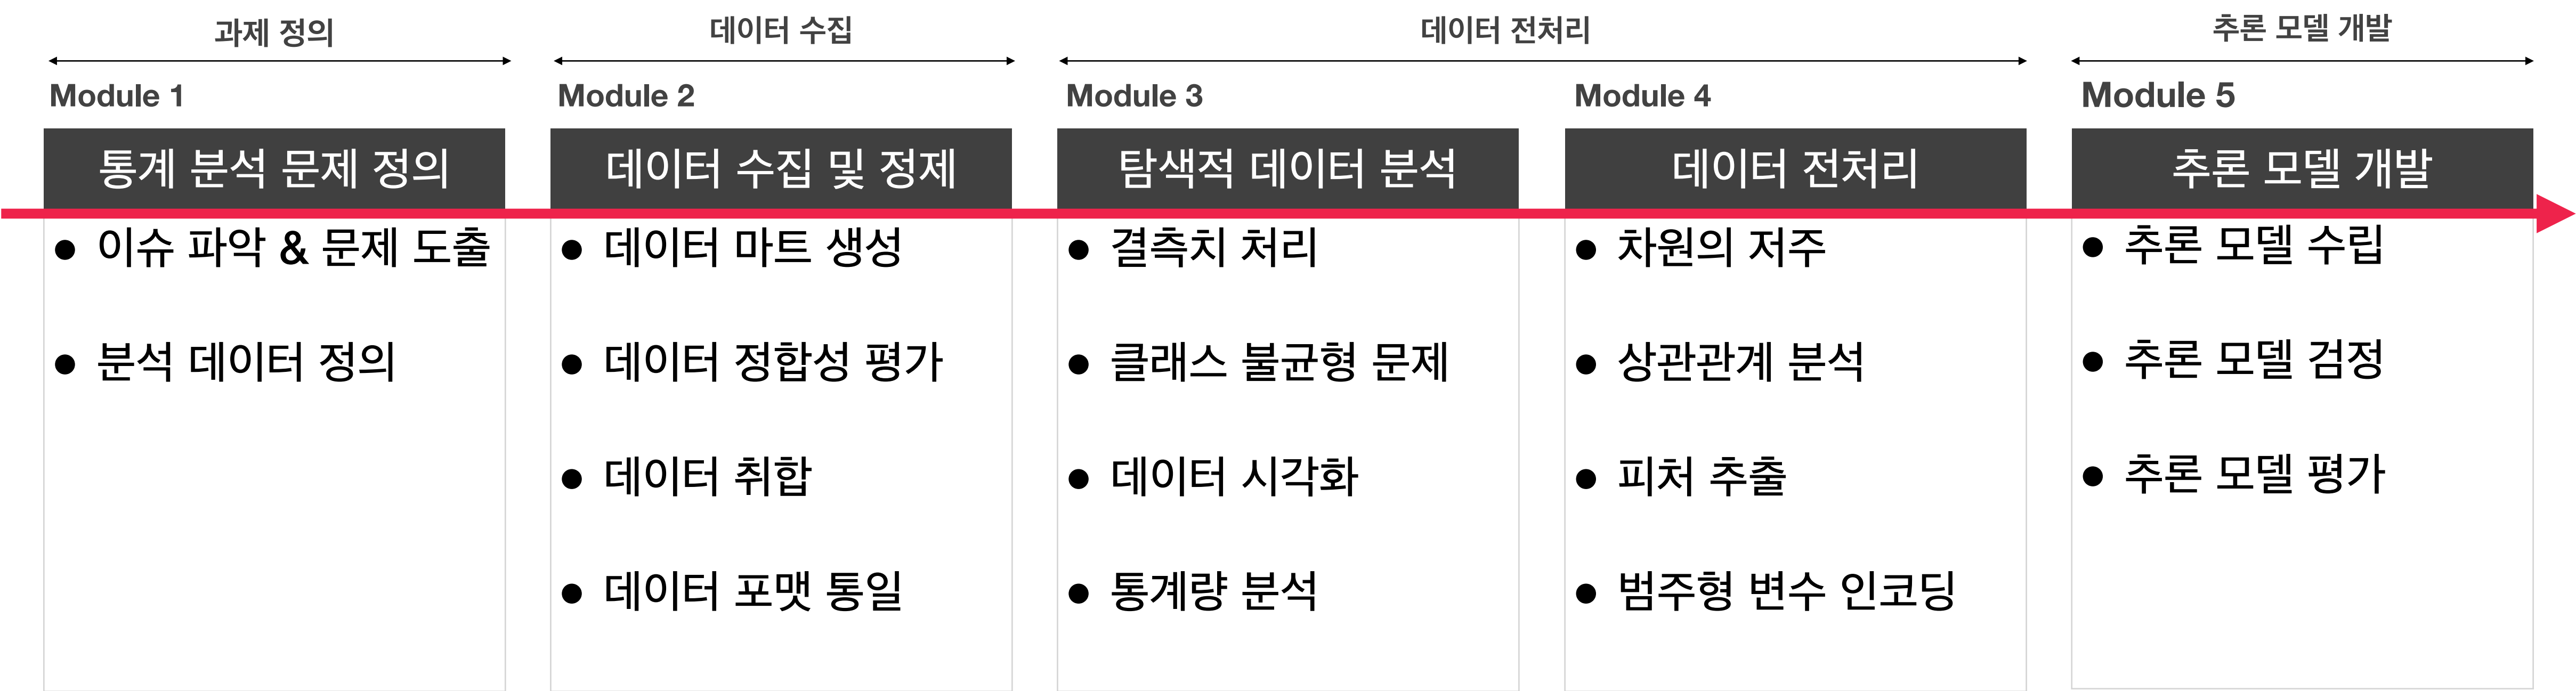 과제 정의
데이터 수집
데이터 전처리
추론 모델 개발
Module 1
Module 2
Module 3
Module 4
Module 5
통계 분석 문제 정의
데이터 수집 및 정제
탐색적 데이터 분석
데이터 전처리
추론 모델 개발
● 이슈 파악 & 문제 도출
● 분석 데이터 정의
● 데이터 마트 생성
● 데이터 정합성 평가
● 데이터 취합
● 데이터 포맷 통일
● 결측치 처리
● 클래스 불균형 문제
● 데이터 시각화
● 통계량 분석
● 차원의 저주
● 상관관계 분석
● 피처 추출
● 범주형 변수 인코딩
● 추론 모델 수립
● 추론 모델 검정
● 추론 모델 평가